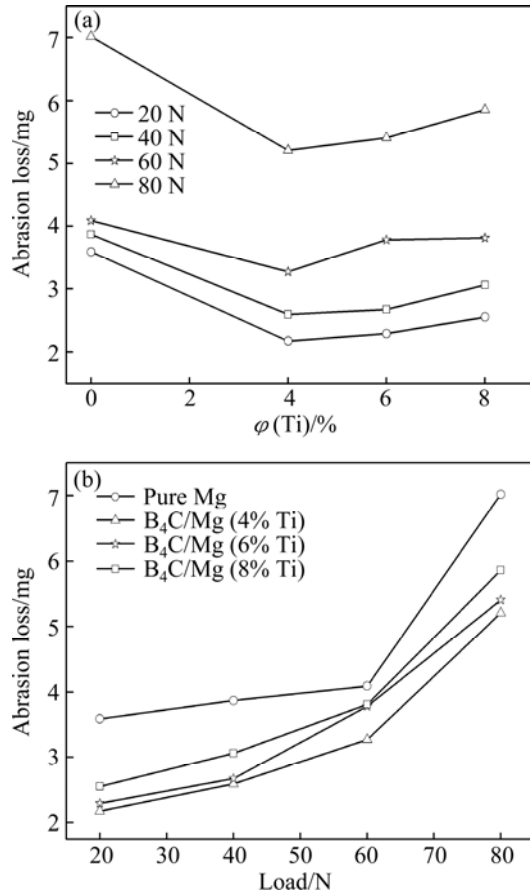 (a)
7
6
5
4
3
2
Abrasion loss/mg
20 N
40 N
60 N
80 N
0 2 4 6 8
φ (Ti)/%
(b)
7
6
5
4
3
2
Abrasion loss/mg
Pure Mg
B₄C/Mg (4% Ti)
B₄C/Mg (6% Ti)
B₄C/Mg (8% Ti)
20 30 40 50 60 70 80
Load/N